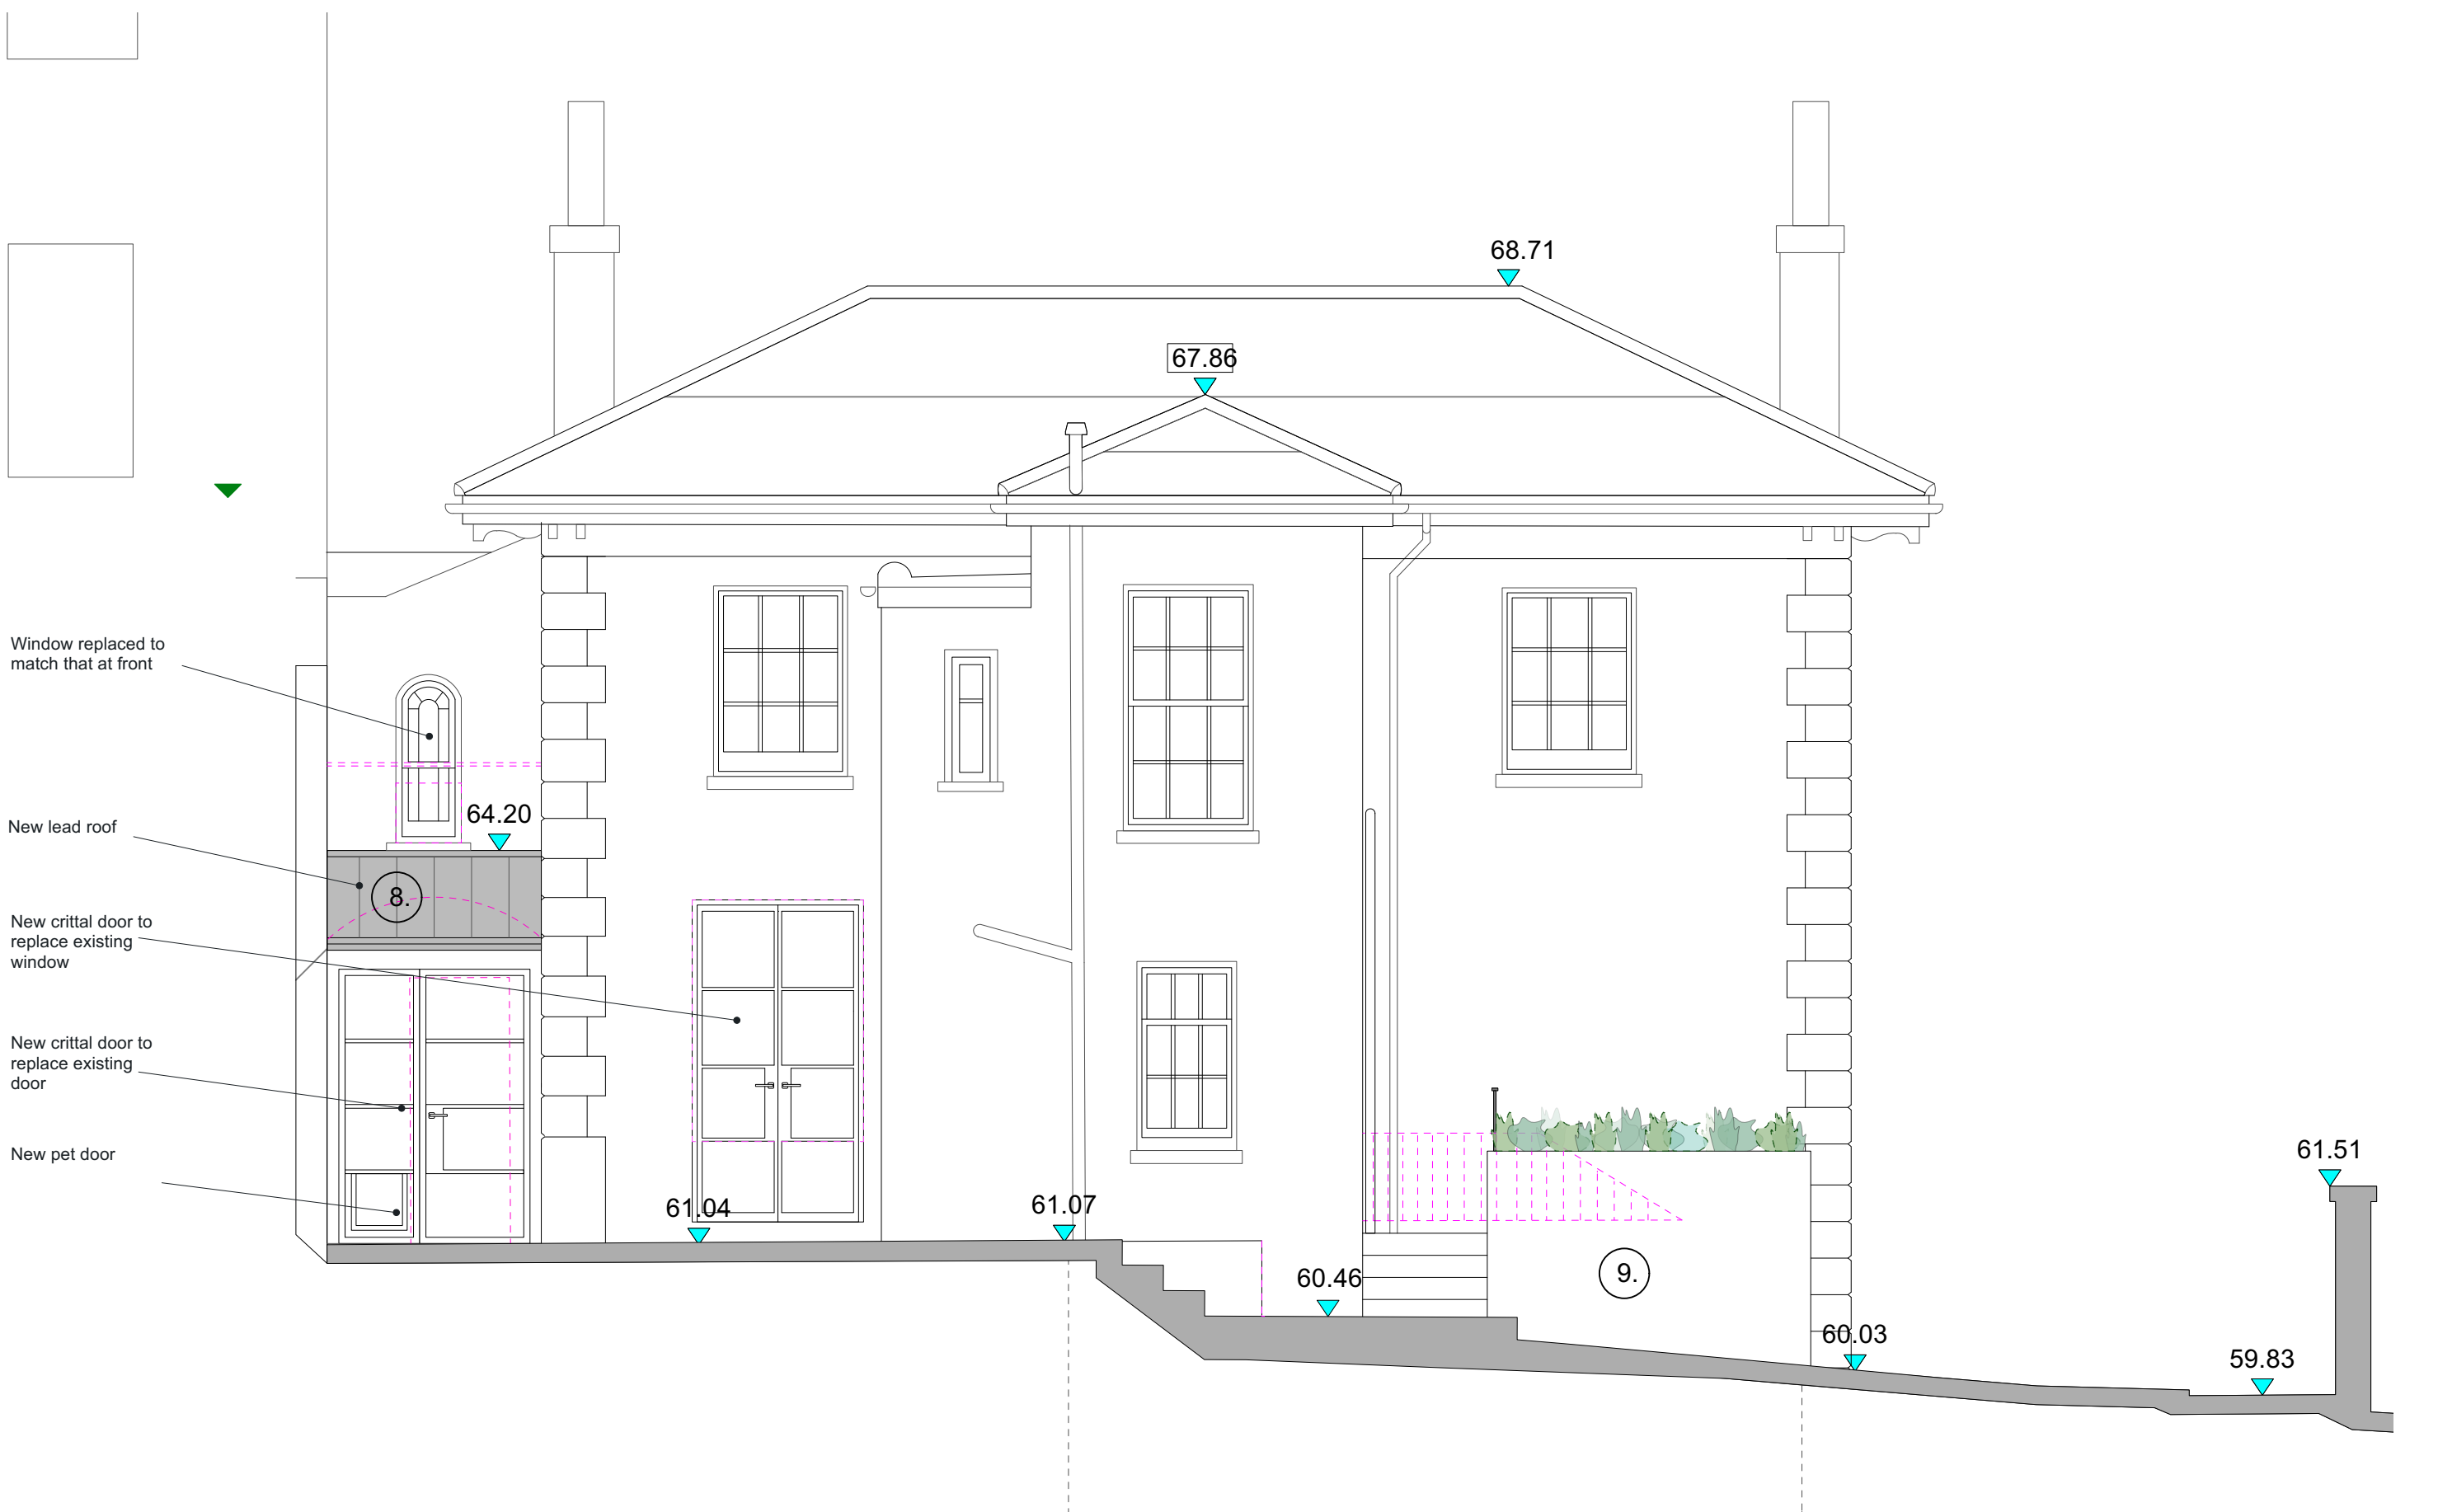 68.71
67.86
Window replaced to
match that at front
64.20
New lead roof
8.
New crittal door to
replace existing
window
New crittal door to
replace existing
door
New pet door
61.51
61.04
61.07
60.46
9.
60.03
59.83